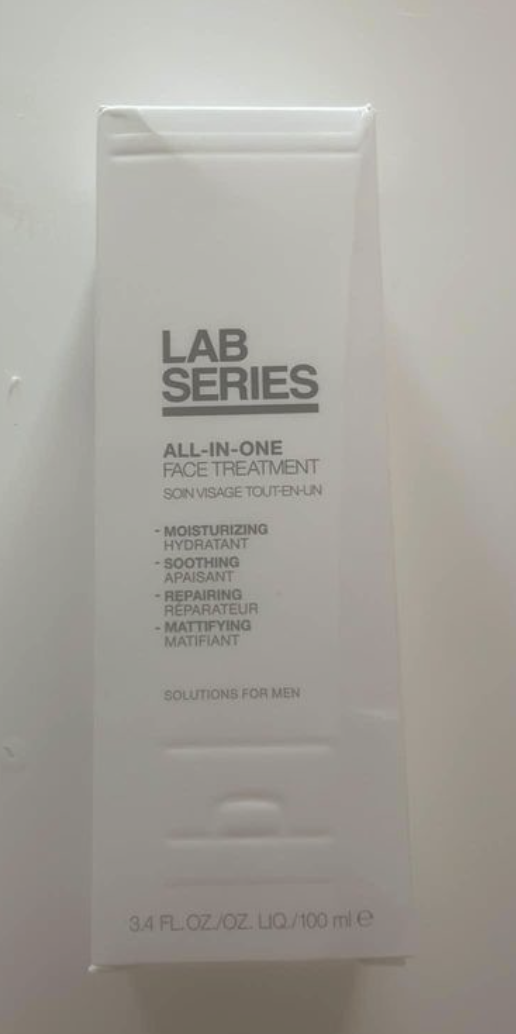 LAB
SERIES
ALL-IN-ONE
FACE TREATMENT
SOIN VISAGE TOUT-EN-UN
- MOISTURIZING
HYDRATANT
- SOOTHING
APAISANT
- REPAIRING
RÉPARATEUR
- MATTIFYING
MATIFIANT
SOLUTIONS FOR MEN
3.4 FL.OZ./OZ. LIQ./100 ml ℮